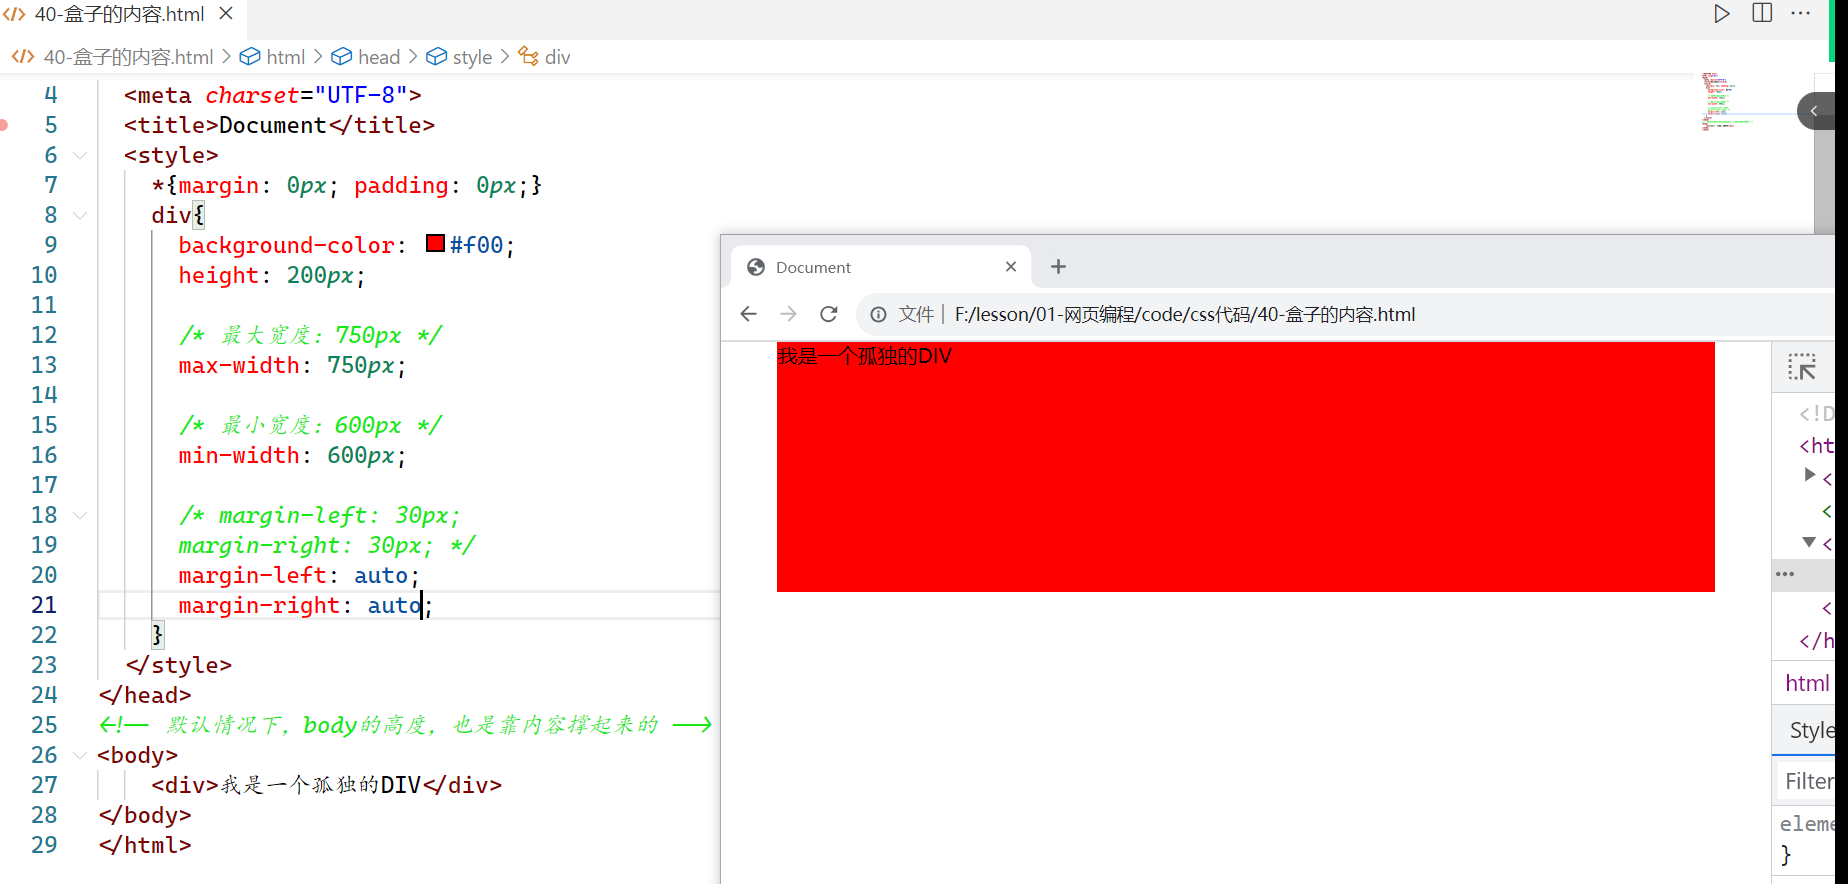 40-盒子的内容.html
40-盒子的内容.html > html > head > style > div
4 <meta charset="UTF-8">
5 <title>Document</title>
6 <style>
7 *{margin: 0px; padding: 0px;}
8 div{
9 background-color: #f00;
10 height: 200px;
11
12 /* 最大宽度: 750px */
13 max-width: 750px;
14
15 /* 最小宽度: 600px */
16 min-width: 600px;
17
18 /* margin-left: 30px;
19 margin-right: 30px; */
20 margin-left: auto;
21 margin-right: auto;
22 }
23 </style>
24 </head>
25 <!-- 默认情况下, body的高度, 也是靠内容撑起来的 -->
26 <body>
27 <div>我是一个孤独的DIV</div>
28 </body>
29 </html>
Document
文件 | F:/lesson/01-网页编程/code/css代码/40-盒子的内容.html
我是一个孤独的DIV
<!D
<ht
<
<
<
...
<
</h
html
Style
Filter
eleme
}